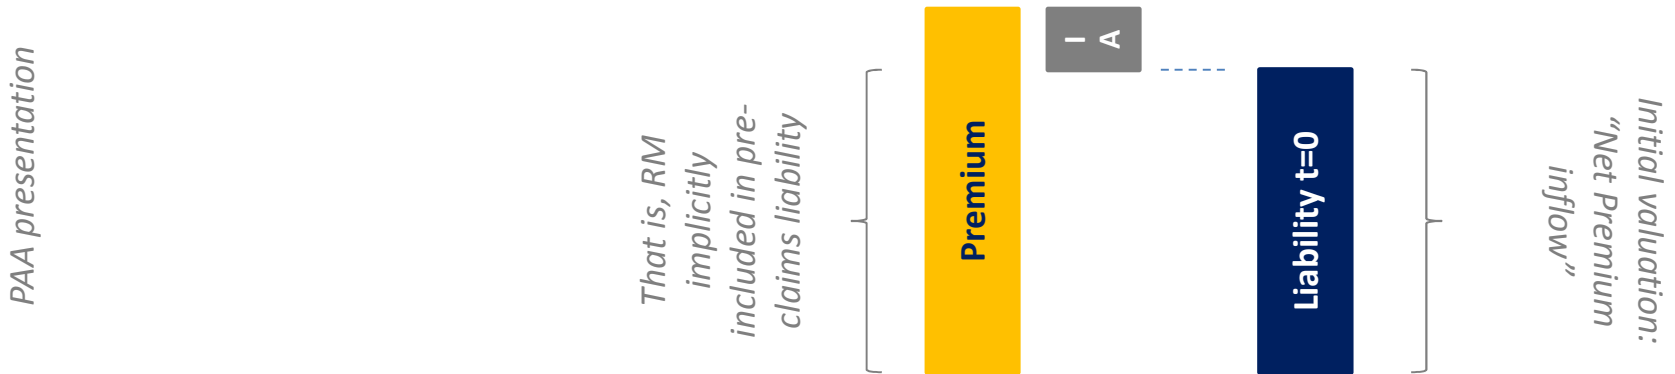 PAA presentation
That is, RM
implicitly
included in pre-
claims liability
Premium
I
A
Liability t=0
Initial valuation:
“Net Premium
inflow”